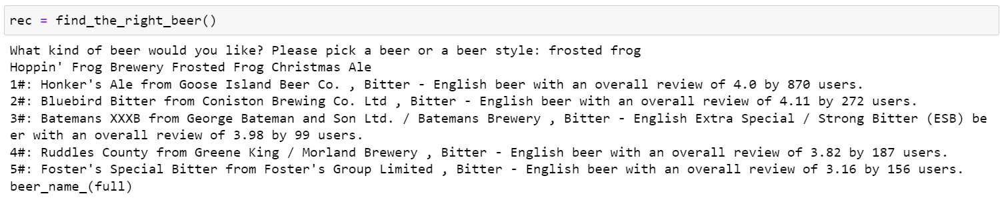 rec = find_the_right_beer()
What kind of beer would you like? Please pick a beer or a beer style: frosted frog
Hoppin' Frog Brewery Frosted Frog Christmas Ale
1#: Honker's Ale from Goose Island Beer Co. , Bitter - English beer with an overall review of 4.0 by 870 users.
2#: Bluebird Bitter from Coniston Brewing Co. Ltd , Bitter - English beer with an overall review of 4.11 by 272 users.
3#: Batemans XXXB from George Bateman and Son Ltd. / Batemans Brewery , Bitter - English Extra Special / Strong Bitter (ESB) be
er with an overall review of 3.98 by 99 users.
4#: Ruddles County from Greene King / Morland Brewery , Bitter - English beer with an overall review of 3.82 by 187 users.
5#: Foster's Special Bitter from Foster's Group Limited , Bitter - English beer with an overall review of 3.16 by 156 users.
beer_name_(full)